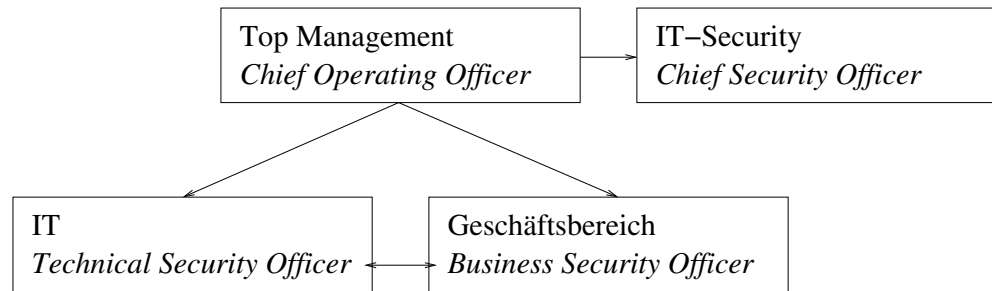 Top Management
Chief Operating Officer
IT−Security
Chief Security Officer
IT
Technical Security Officer
Geschäftsbereich
Business Security Officer